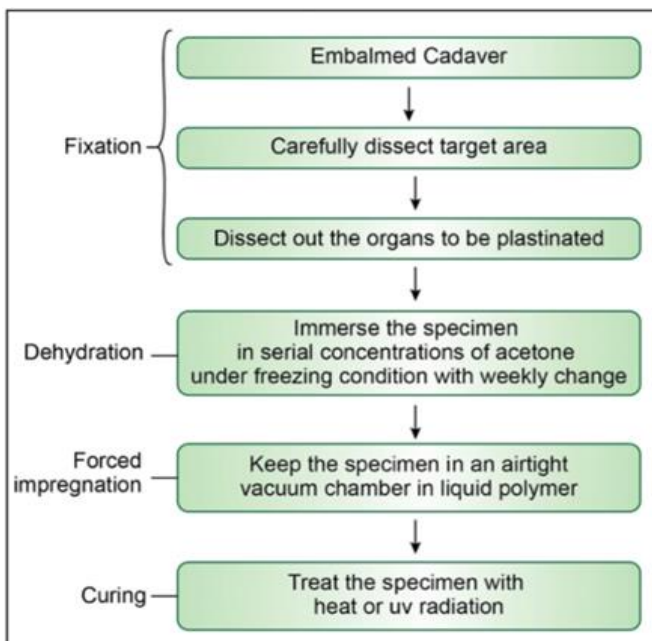 Embalmed Cadaver
Fixation
Carefully dissect target area
Dissect out the organs to be plastinated
Dehydration
Immerse the specimen
in serial concentrations of acetone
under freezing condition with weekly change
Forced
impregnation
Keep the specimen in an airtight
vacuum chamber in liquid polymer
Curing
Treat the specimen with
heat or uv radiation